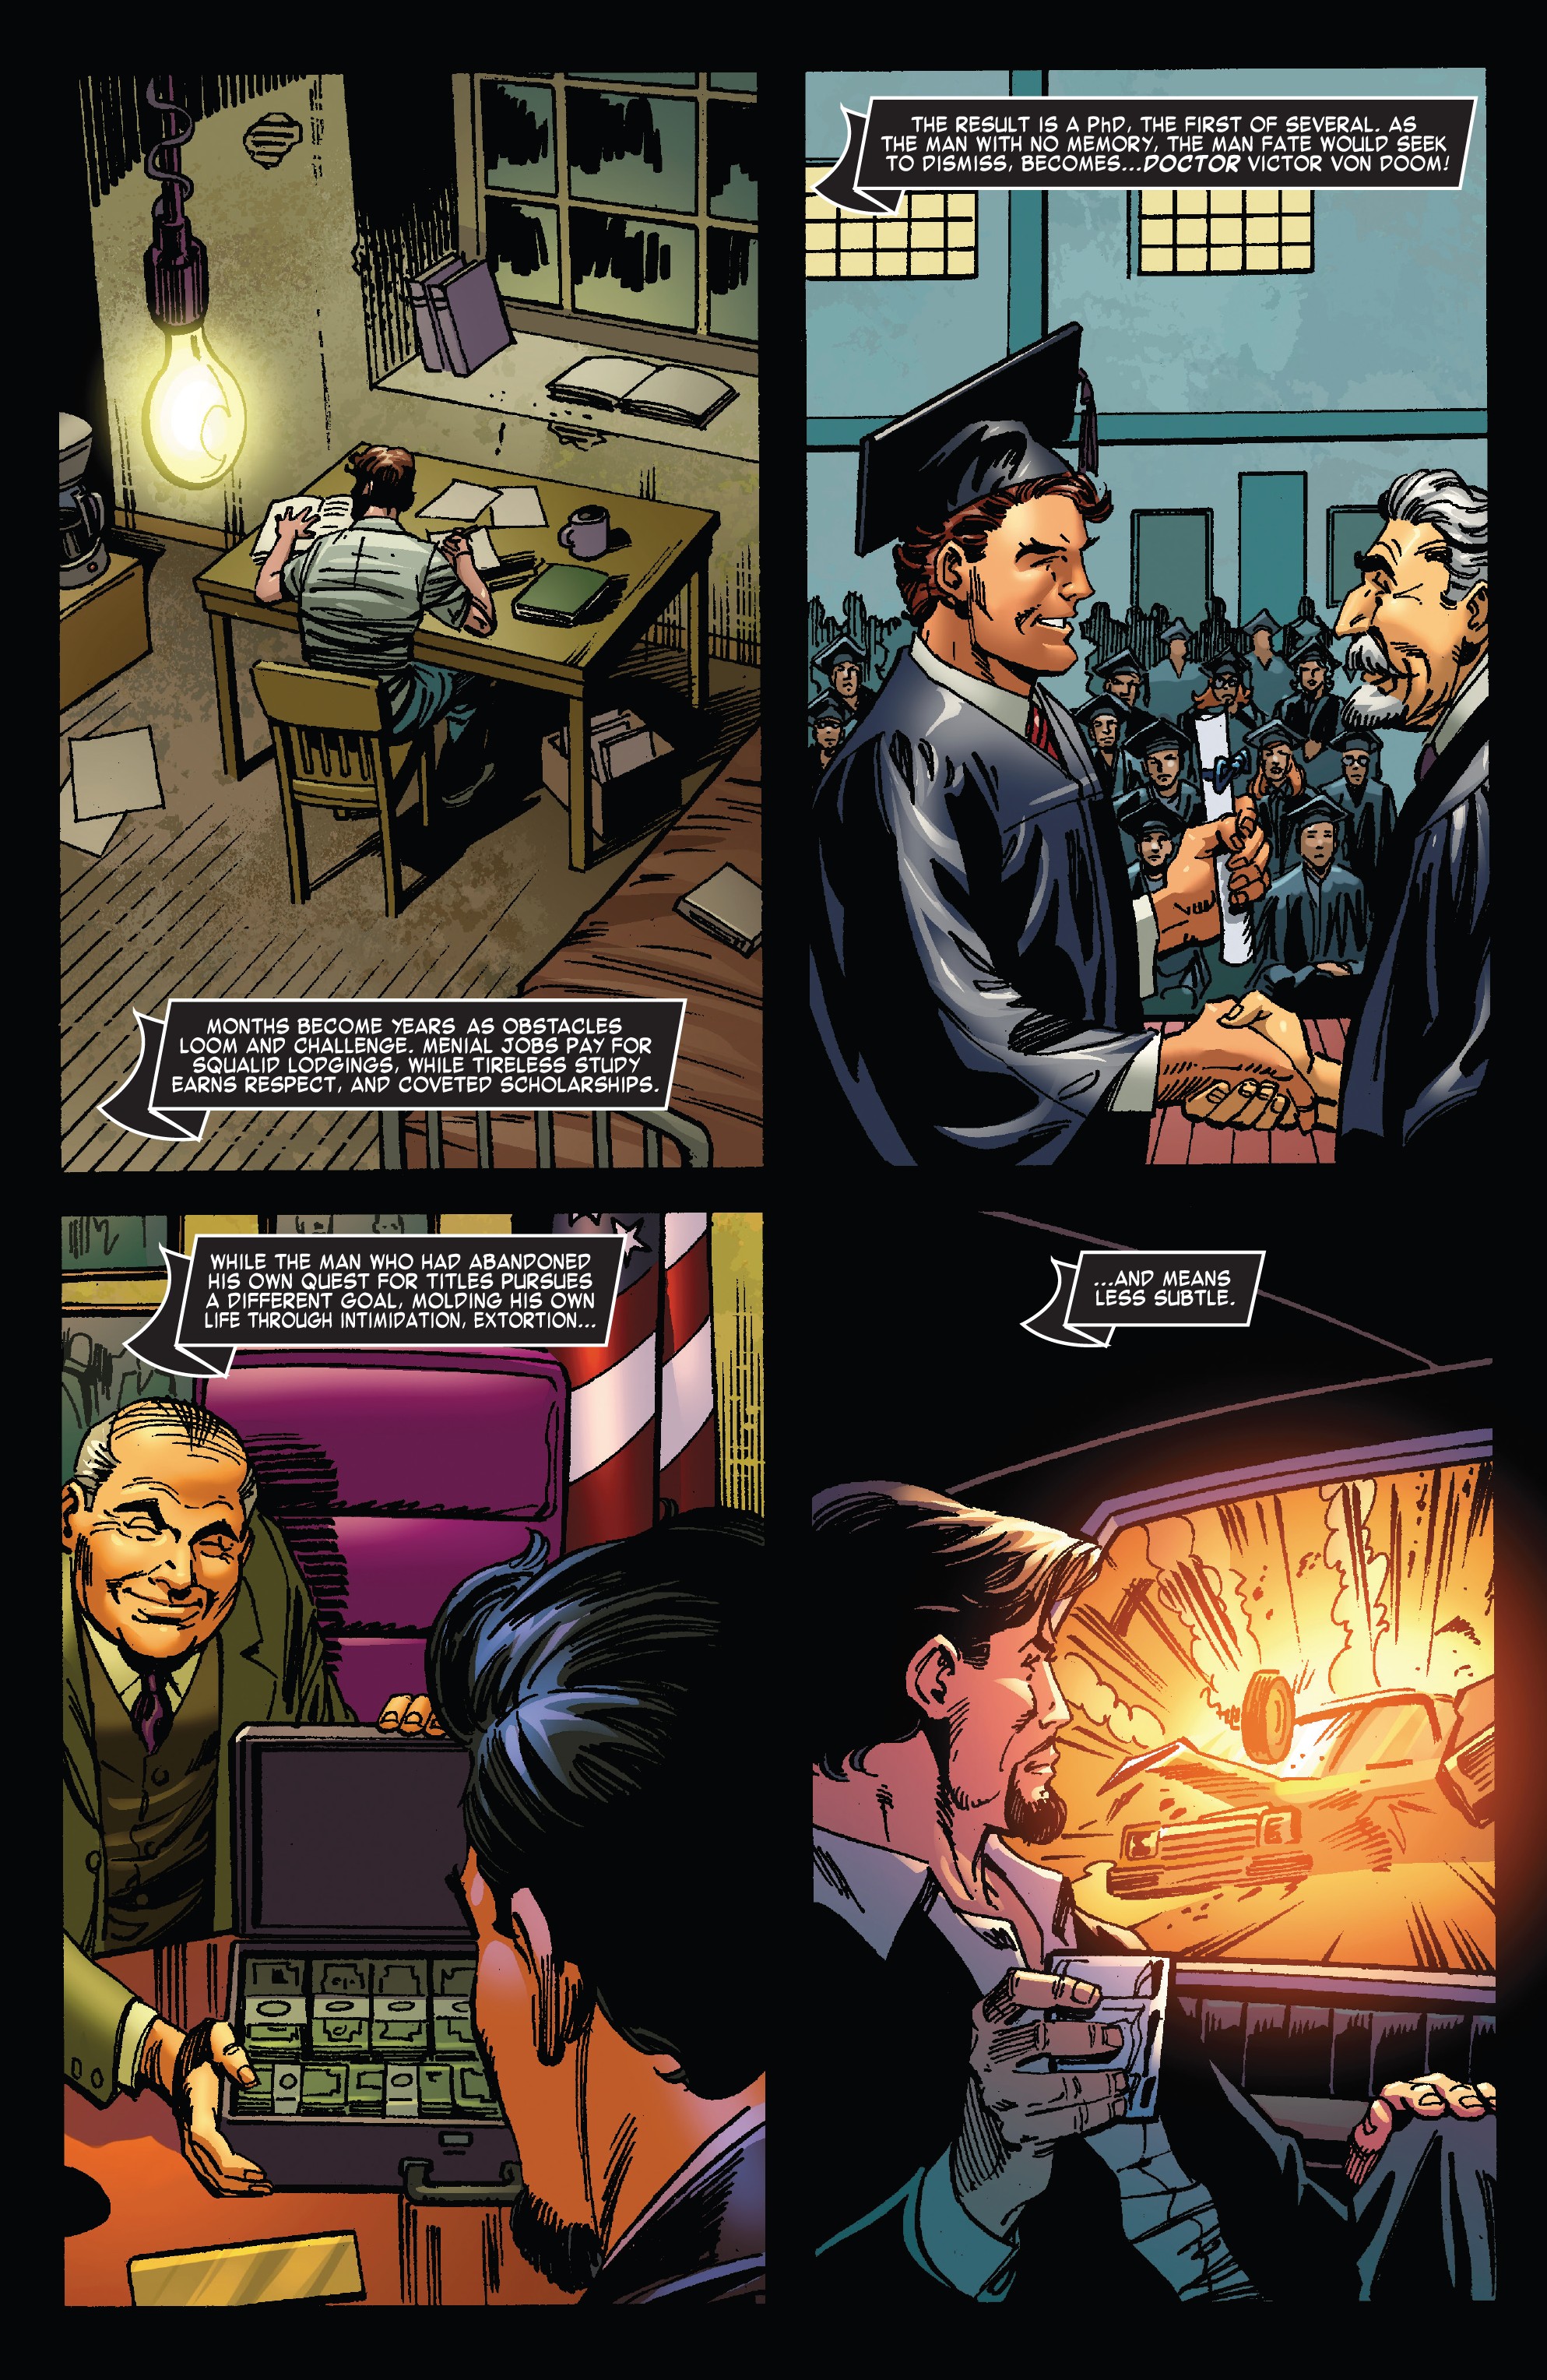 MONTHS BECOME YEARS AS OBSTACLES
LOOM AND CHALLENGE. MENIAL JOBS PAY FOR
SQUALID LODGINGS, WHILE TIRELESS STUDY
EARNS RESPECT, AND COVETED SCHOLARSHIPS.
THE RESULT IS A PhD, THE FIRST OF SEVERAL. AS
THE MAN WITH NO MEMORY, THE MAN FATE WOULD SEEK
TO DISMISS, BECOMES...DOCTOR VICTOR VON DOOM!
WHILE THE MAN WHO HAD ABANDONED
HIS OWN QUEST FOR TITLES PURSUES
A DIFFERENT GOAL, MOLDING HIS OWN
LIFE THROUGH INTIMIDATION, EXTORTION...
...AND MEANS
LESS SUBTLE.